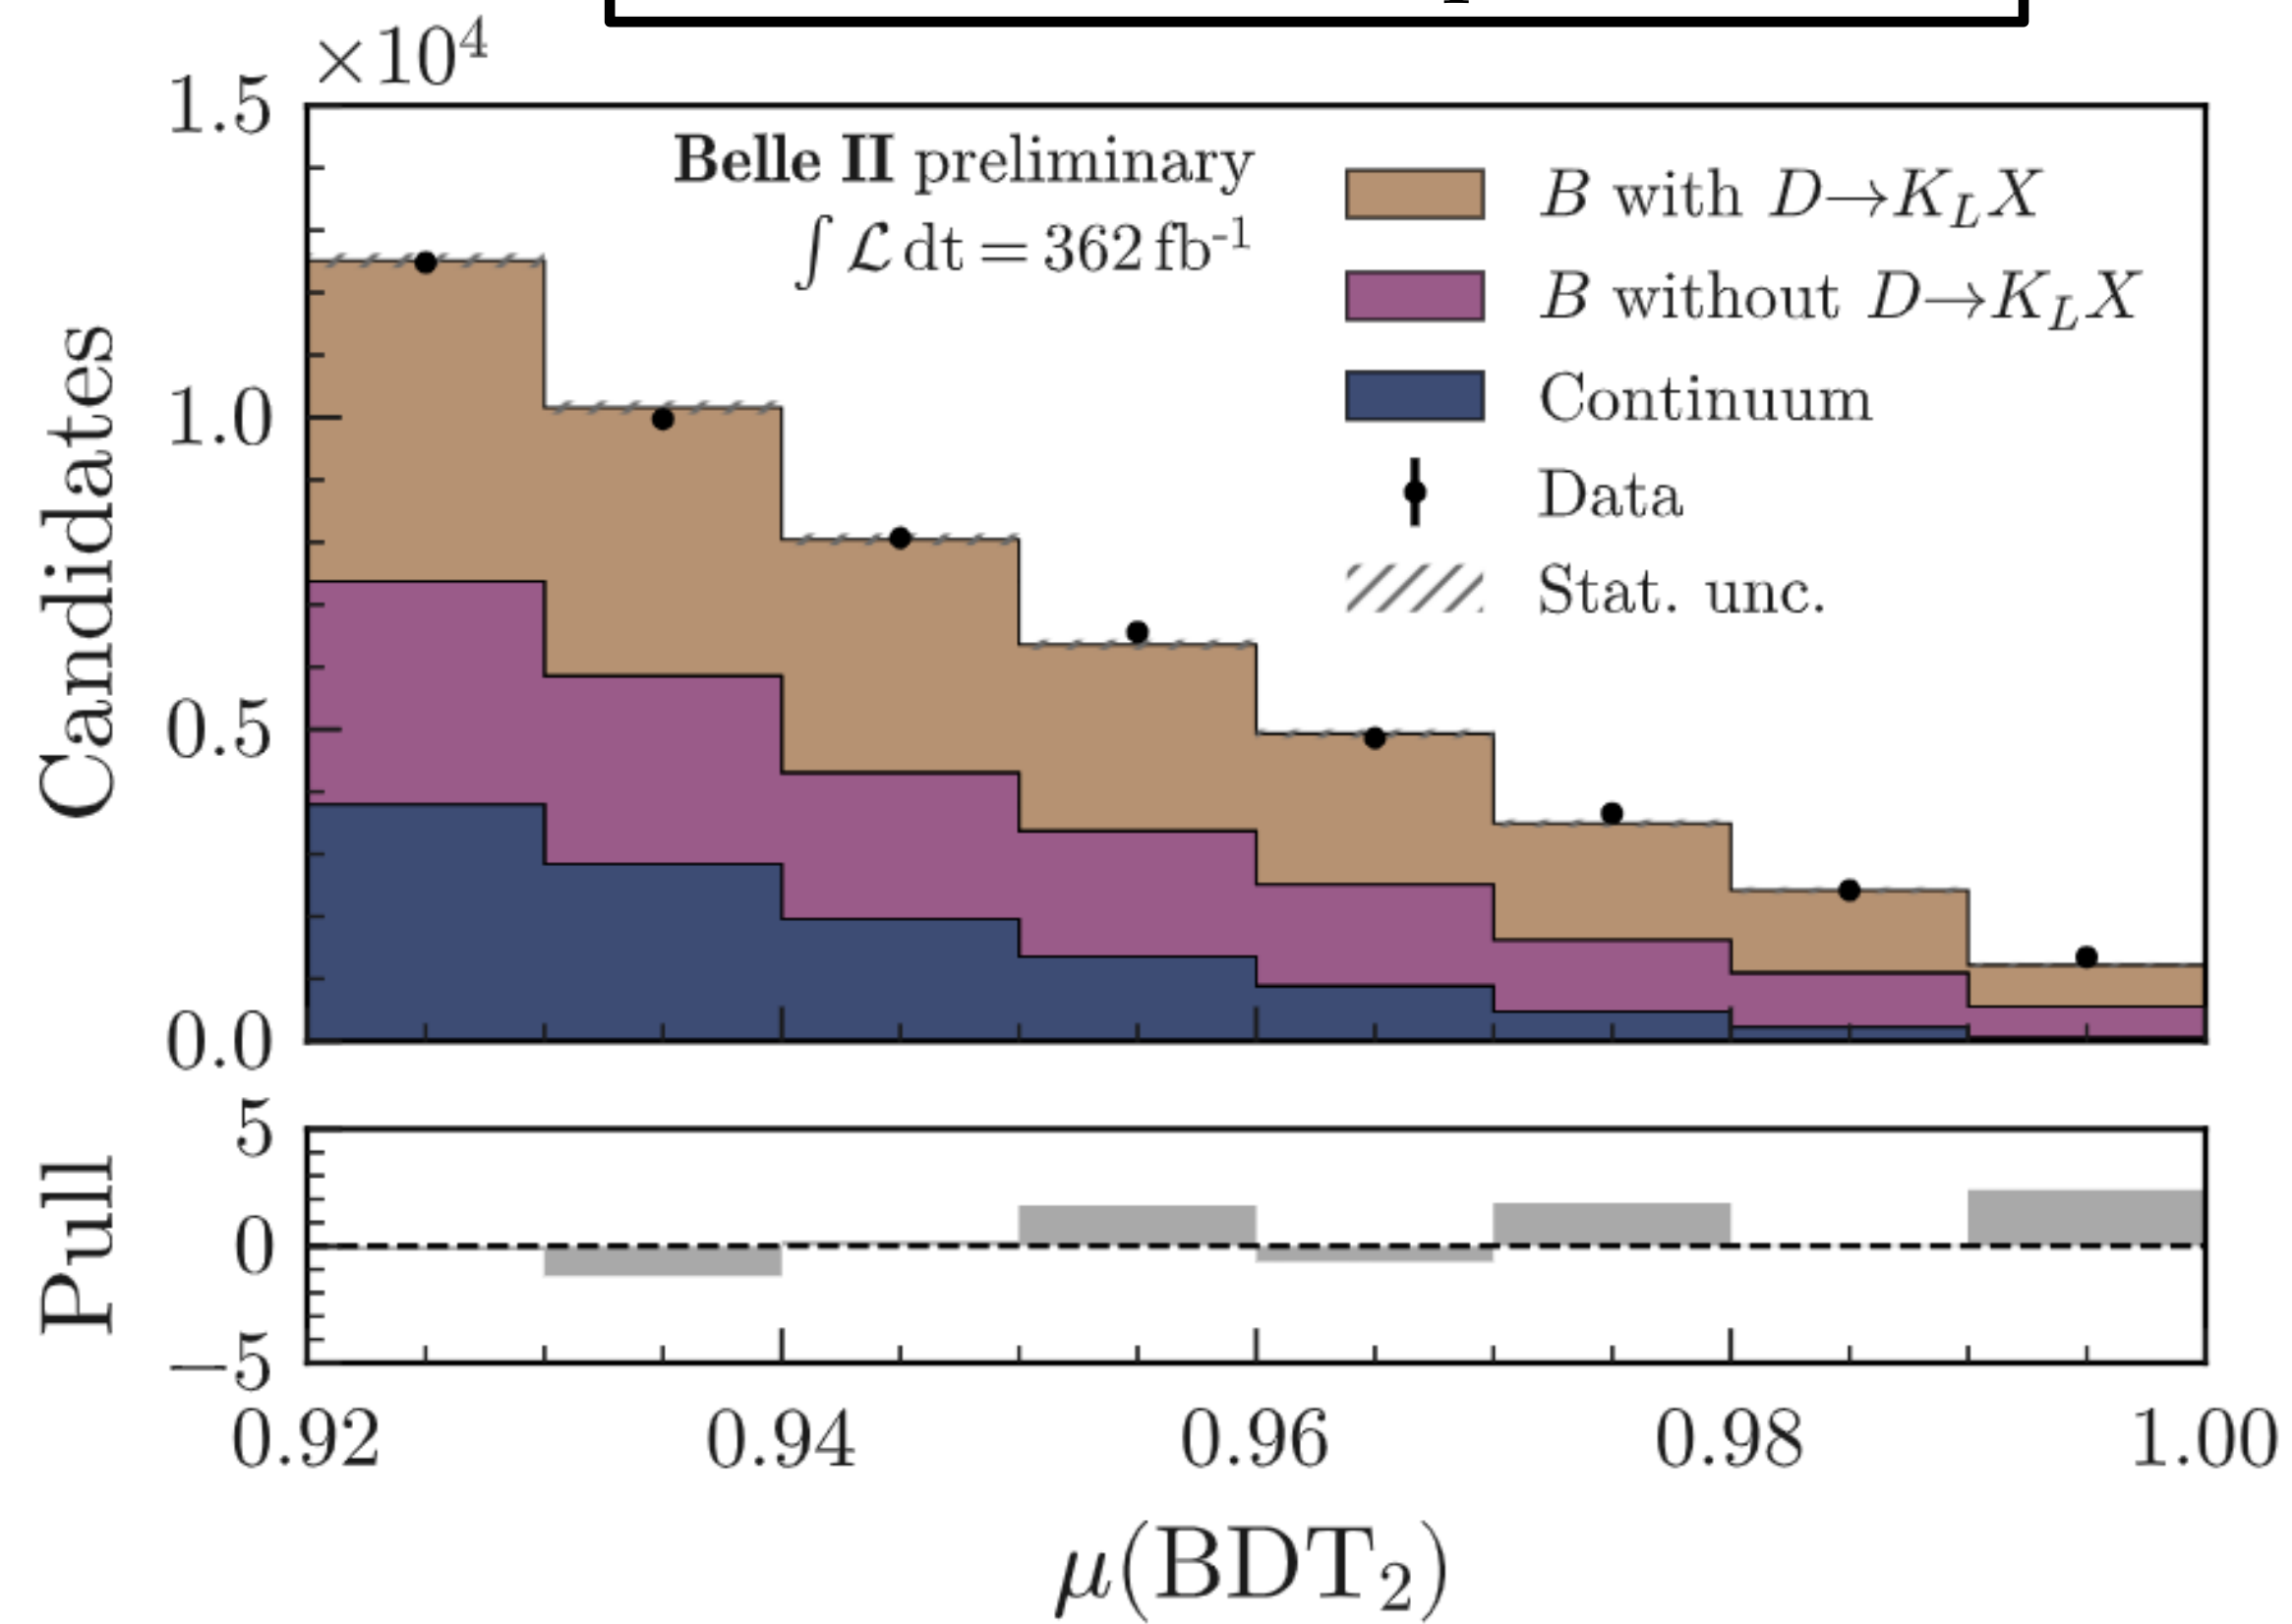 ×10⁴
1.5
1.0
0.5
0.0
Candidates
Belle II preliminary
∫ ℒ dt = 362 fb⁻¹
B with D→K_L X
B without D→K_L X
Continuum
Data
Stat. unc.
5
0
−5
Pull
0.92 0.94 0.96 0.98 1.00
μ(BDT₂)